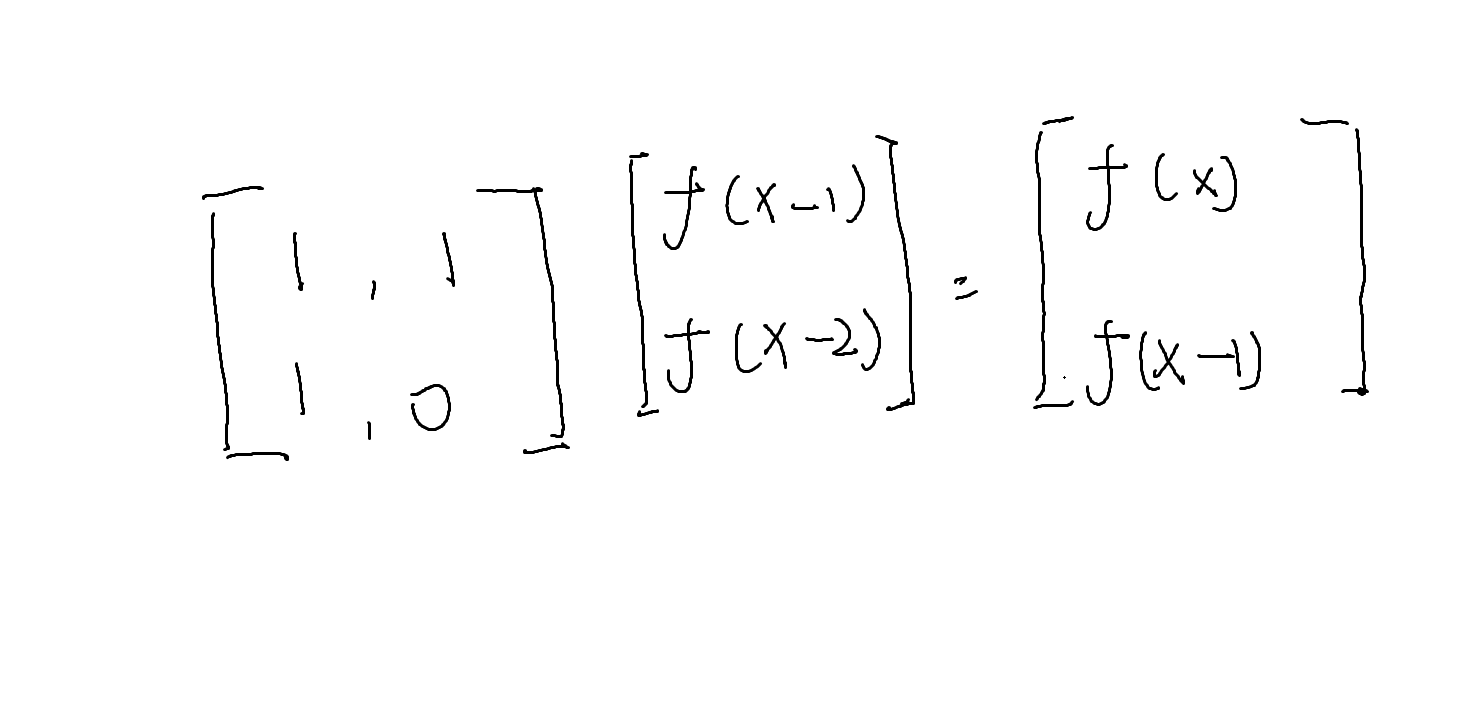 [1, 1 [f(x-1) = [f(x)
1, 0] f(x-2)] f(x-1)]